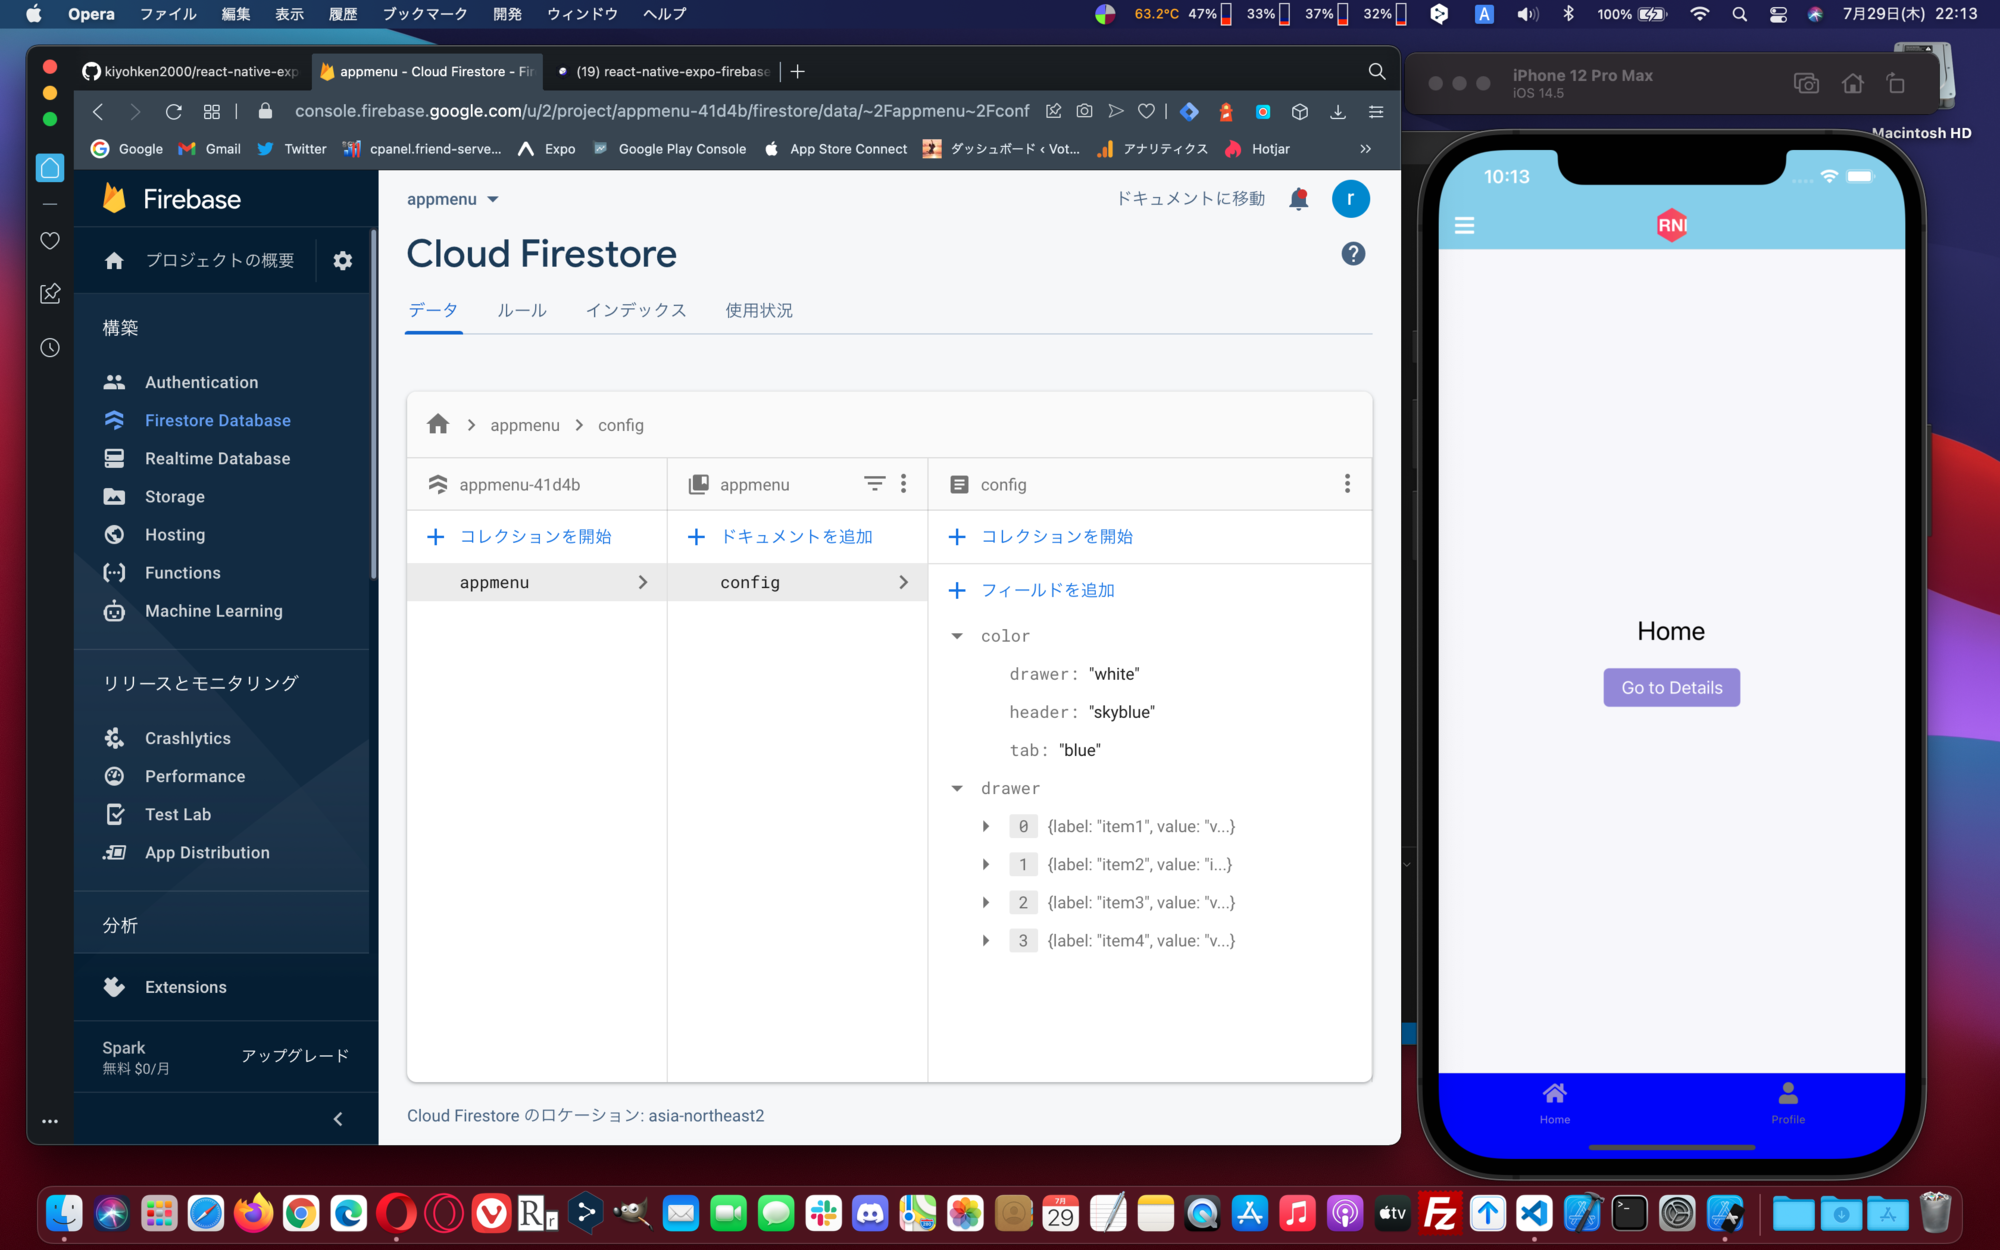 Opera ファイル 編集 表示 履歴 ブックマーク 開発 ウィンドウ ヘルプ 63.2°C 47% 33% 37% 32% A 100% 7月29日(木) 22:13
kiyohken2000/react-native-exp appmenu - Cloud Firestore - Fir (19) react-native-expo-firebase
iPhone 12 Pro Max
iOS 14.5
console.firebase.google.com/u/2/project/appmenu-41d4b/firestore/data/~2Fappmenu~2Fconf
Macintosh HD
Google Gmail Twitter cpanel.friend-serve... Expo Google Play Console App Store Connect ダッシュボード ‹ Vot... アナリティクス Hotjar »
Firebase
プロジェクトの概要
構築
Authentication
Firestore Database
Realtime Database
Storage
Hosting
Functions
Machine Learning
リリースとモニタリング
Crashlytics
Performance
Test Lab
App Distribution
分析
Extensions
Spark
無料 $0/月
アップグレード
appmenu
ドキュメントに移動
r
Cloud Firestore
データ ルール インデックス 使用状況
appmenu config
appmenu-41d4b
コレクションを開始
appmenu
appmenu
ドキュメントを追加
config
config
コレクションを開始
フィールドを追加
color
drawer: "white"
header: "skyblue"
tab: "blue"
drawer
0 {label: "item1", value: "v...}
1 {label: "item2", value: "i...}
2 {label: "item3", value: "v...}
3 {label: "item4", value: "v...}
Cloud Firestore のロケーション: asia-northeast2
10:13
RNI
Home
Go to Details
Home
Profile
7月
29
tv
Fz